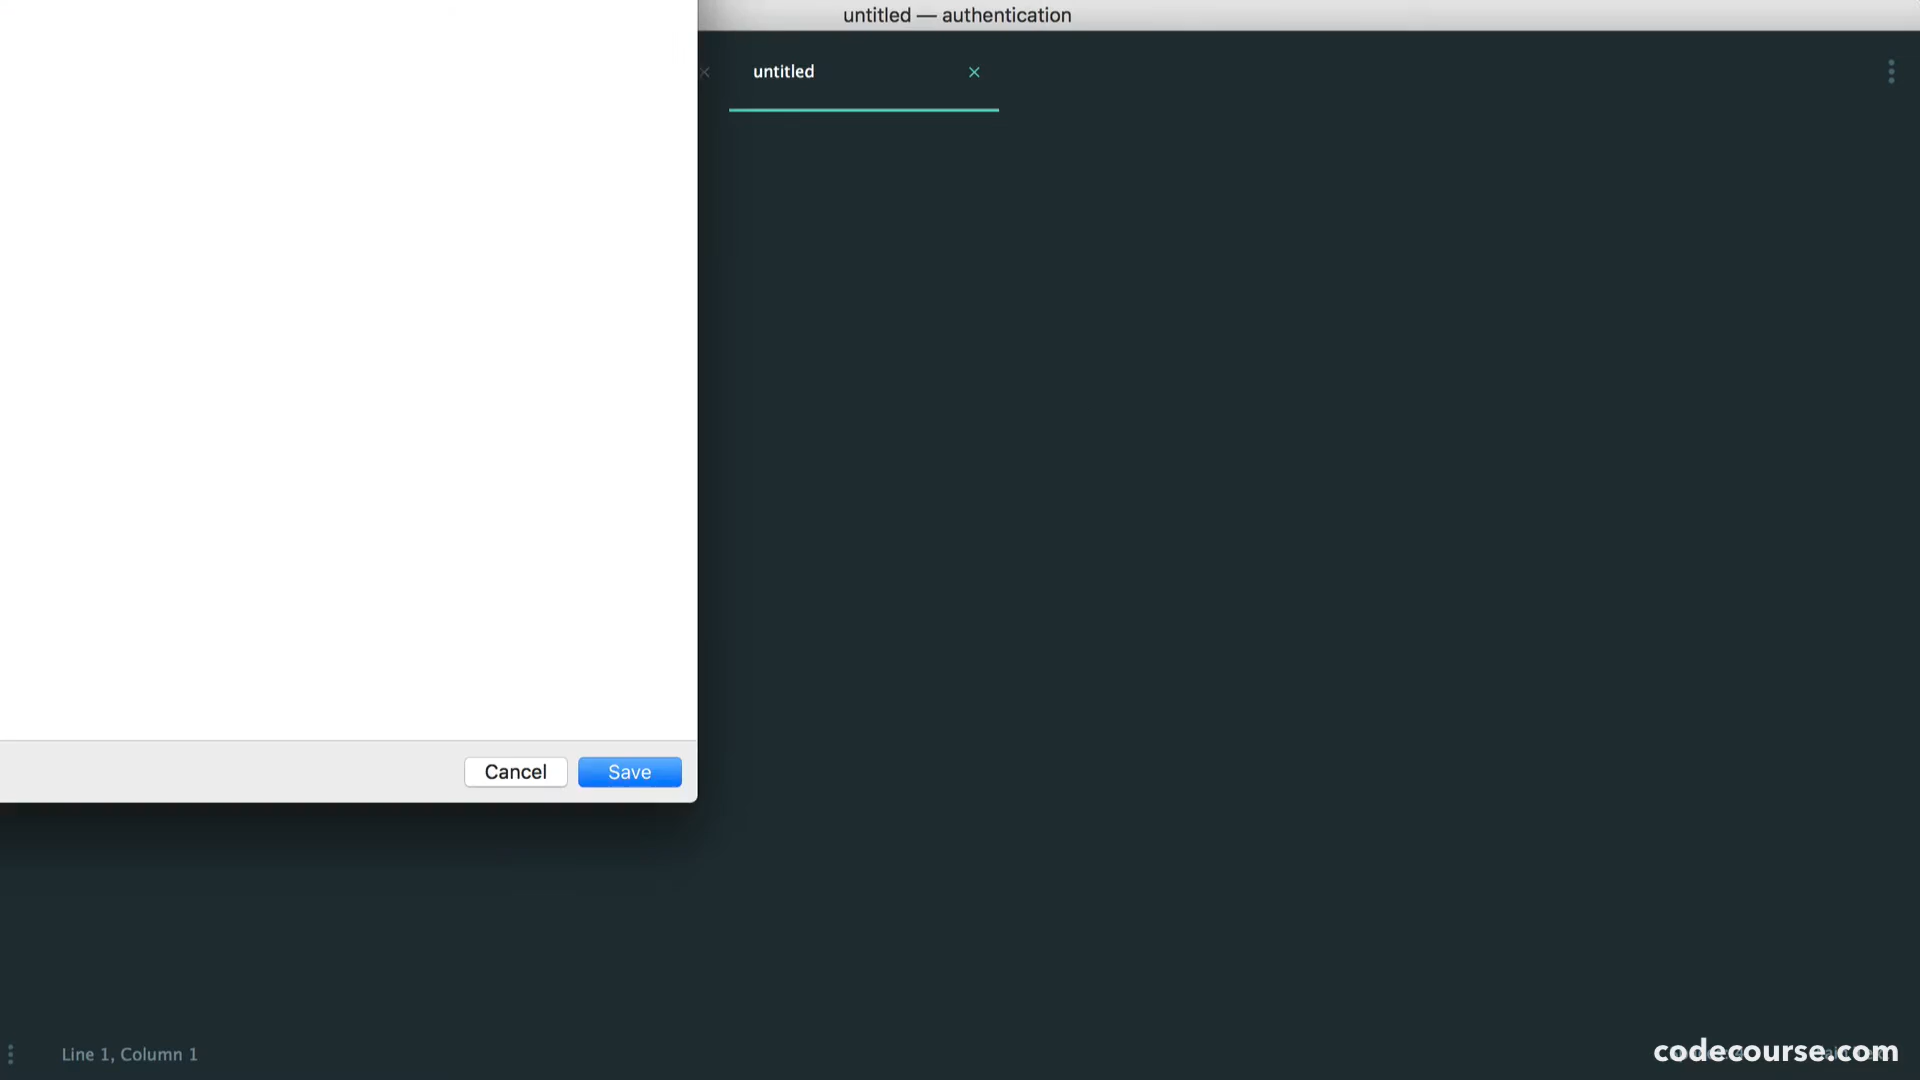 untitled — authentication
untitled
Cancel
Save
Line 1, Column 1
codecourse.com